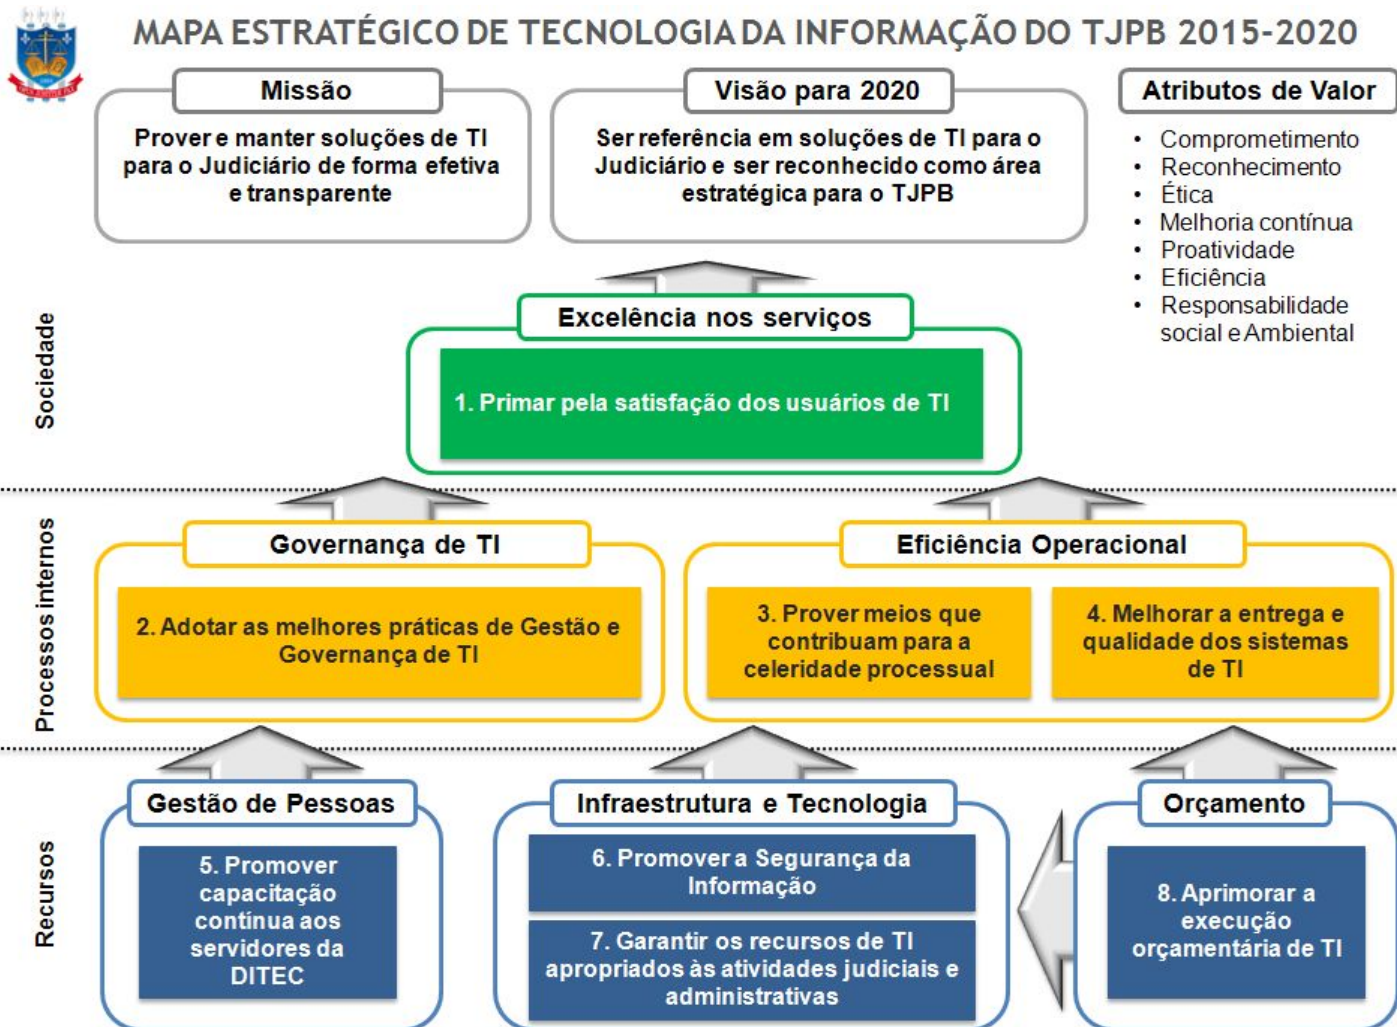 MAPA ESTRATÉGICO DE TECNOLOGIA DA INFORMAÇÃO DO TJPB 2015-2020
Missão
Prover e manter soluções de TI
para o Judiciário de forma efetiva
e transparente
Visão para 2020
Ser referência em soluções de TI para o
Judiciário e ser reconhecido como área
estratégica para o TJPB
Atributos de Valor
• Comprometimento
• Reconhecimento
• Ética
• Melhoria contínua
• Proatividade
• Eficiência
• Responsabilidade
social e Ambiental
Sociedade
Excelência nos serviços
1. Primar pela satisfação dos usuários de TI
Processos internos
Governança de TI
2. Adotar as melhores práticas de Gestão e
Governança de TI
Eficiência Operacional
3. Prover meios que
contribuam para a
celeridade processual
4. Melhorar a entrega e
qualidade dos sistemas
de TI
Recursos
Gestão de Pessoas
5. Promover
capacitação
contínua aos
servidores da
DITEC
Infraestrutura e Tecnologia
6. Promover a Segurança da
Informação
7. Garantir os recursos de TI
apropriados às atividades judiciais e
administrativas
Orçamento
8. Aprimorar a
execução
orçamentária de TI